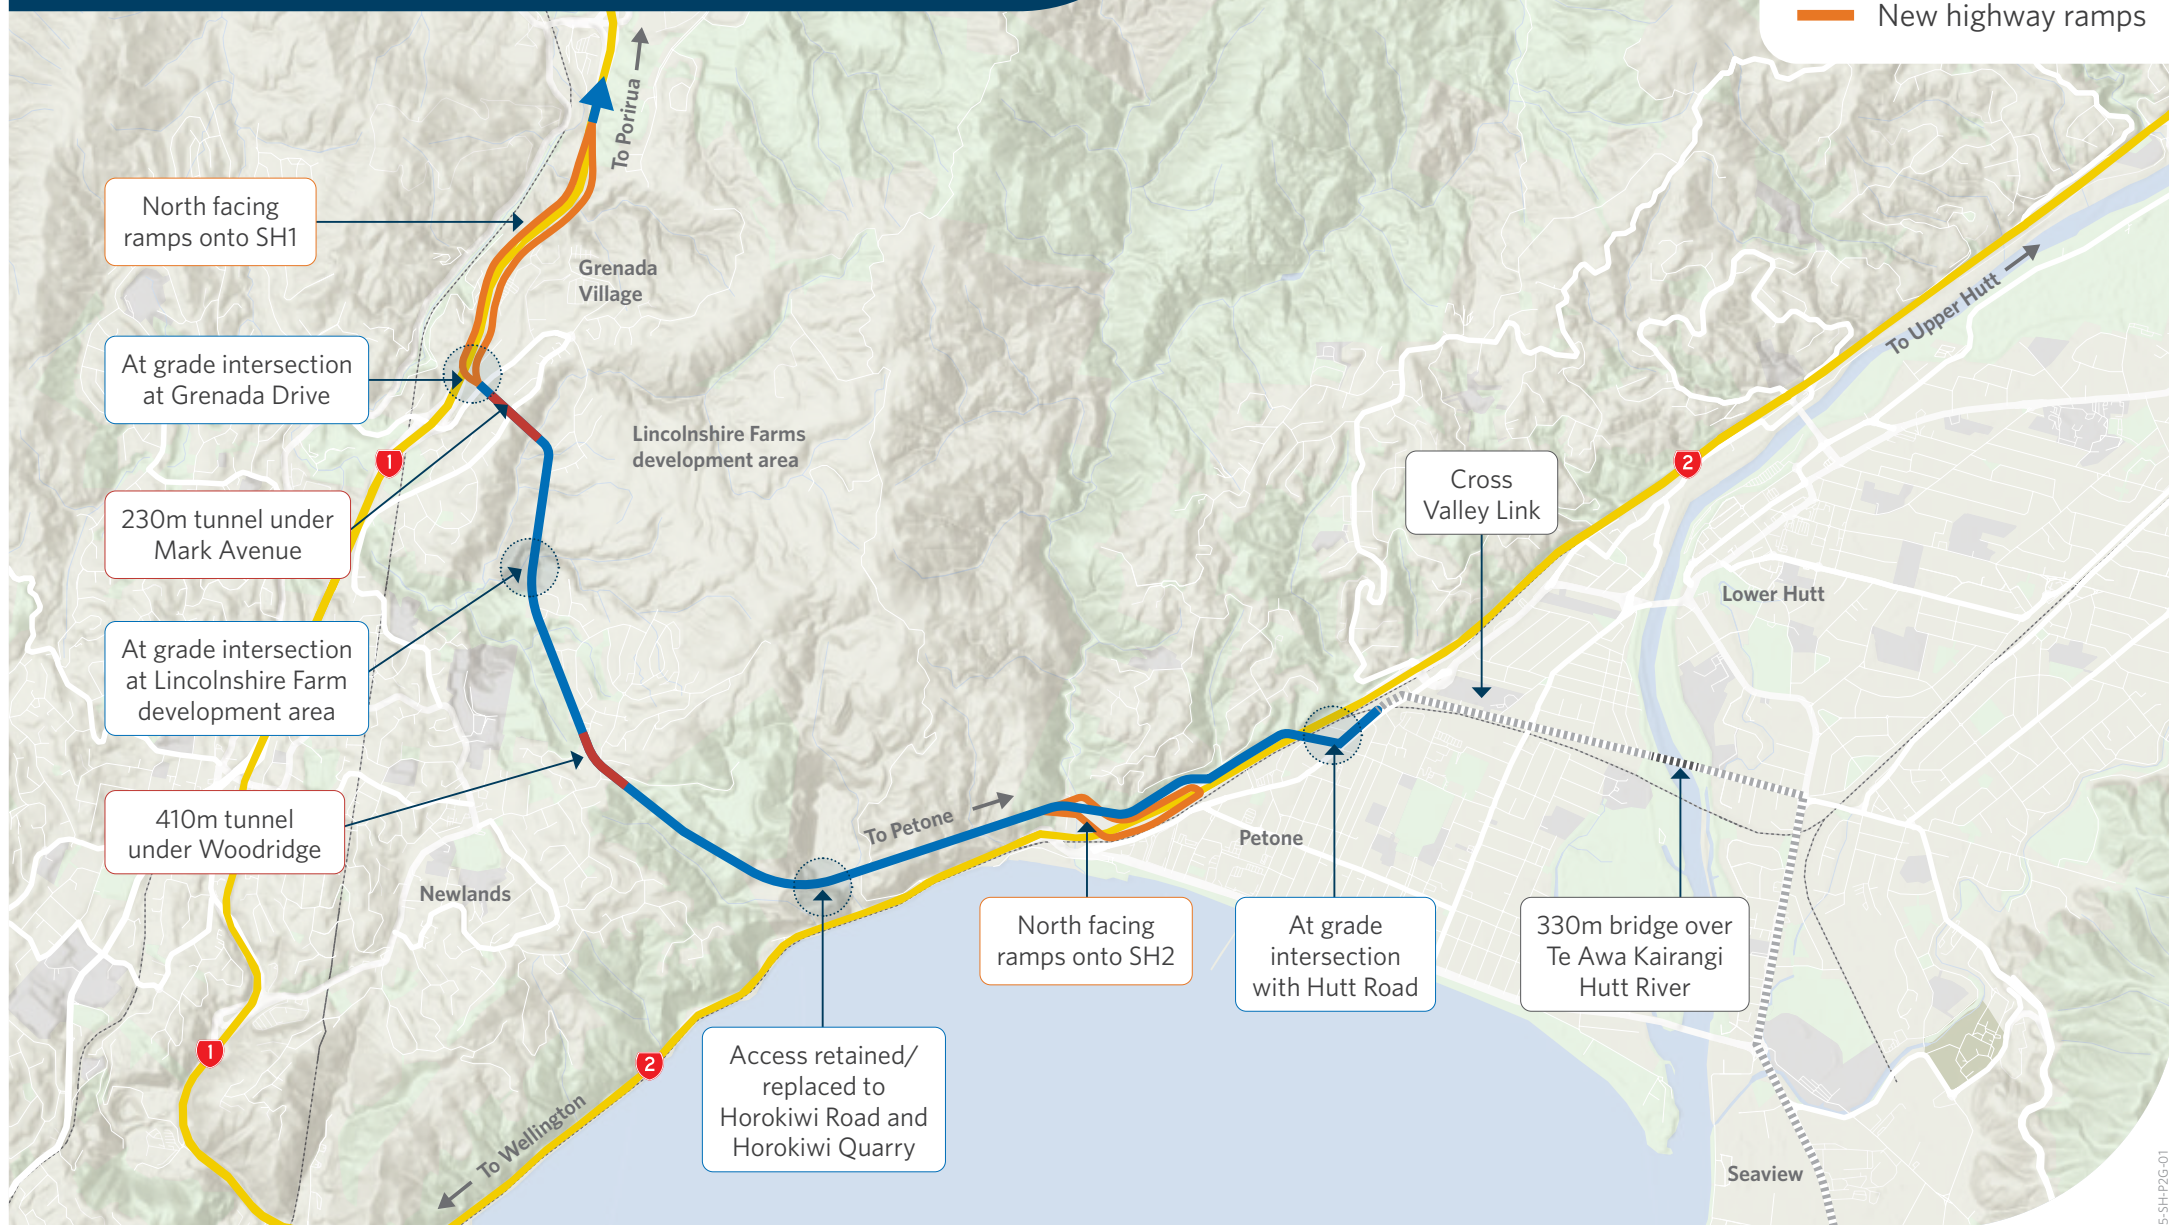 New highway ramps
To Porirua
North facing
ramps onto SH1
Grenada
Village
To Upper Hutt
At grade intersection
at Grenada Drive
Lincolnshire Farms
development area
1
2
Cross
Valley Link
230m tunnel under
Mark Avenue
Lower Hutt
At grade intersection
at Lincolnshire Farm
development area
410m tunnel
under Woodridge
To Petone
Petone
Newlands
North facing
ramps onto SH2
At grade
intersection
with Hutt Road
330m bridge over
Te Awa Kairangi
Hutt River
1
2
Access retained/
replaced to
Horokiwi Road and
Horokiwi Quarry
To Wellington
Seaview
5-SH-P2G-01